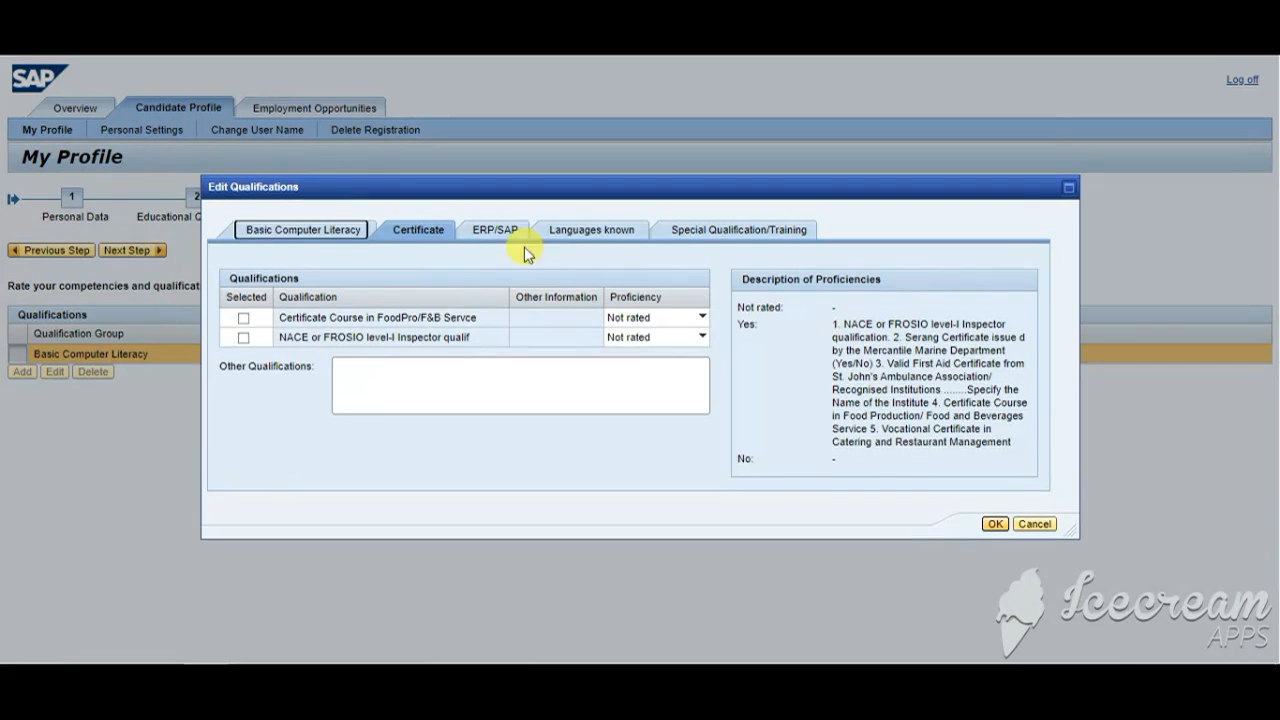 SAP
Log off
Overview
Candidate Profile
Employment Opportunities
My Profile
Personal Settings
Change User Name
Delete Registration
My Profile
1
2
Personal Data
Educational Q
Previous Step
Next Step
Rate your competencies and qualificat
Qualifications
Qualification Group
Basic Computer Literacy
Add
Edit
Delete
Edit Qualifications
Basic Computer Literacy
Certificate
ERP/SAP
Languages known
Special Qualification/Training
Qualifications
Selected
Qualification
Other Information
Proficiency
Certificate Course in FoodPro/F&B Servce
Not rated
NACE or FROSIO level-I Inspector qualif
Not rated
Other Qualifications:
Description of Proficiencies
Not rated: -
Yes: 1. NACE or FROSIO level-I Inspector
qualification. 2. Serang Certificate issue d
by the Mercantile Marine Department
(Yes/No) 3. Valid First Aid Certificate from
St. John's Ambulance Association/
Recognised Institutions ........Specify the
Name of the Institute 4. Certificate Course
in Food Production/ Food and Beverages
Service 5. Vocational Certificate in
Catering and Restaurant Management
No: -
OK
Cancel
Icecream
APPS